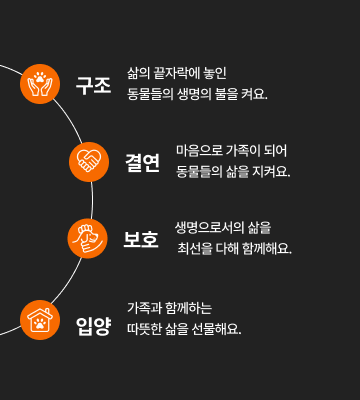 구조
삶의 끝자락에 놓인
동물들의 생명의 불을 켜요.
결연
마음으로 가족이 되어
동물들의 삶을 지켜요.
보호
생명으로서의 삶을
최선을 다해 함께해요.
입양
가족과 함께하는
따뜻한 삶을 선물해요.